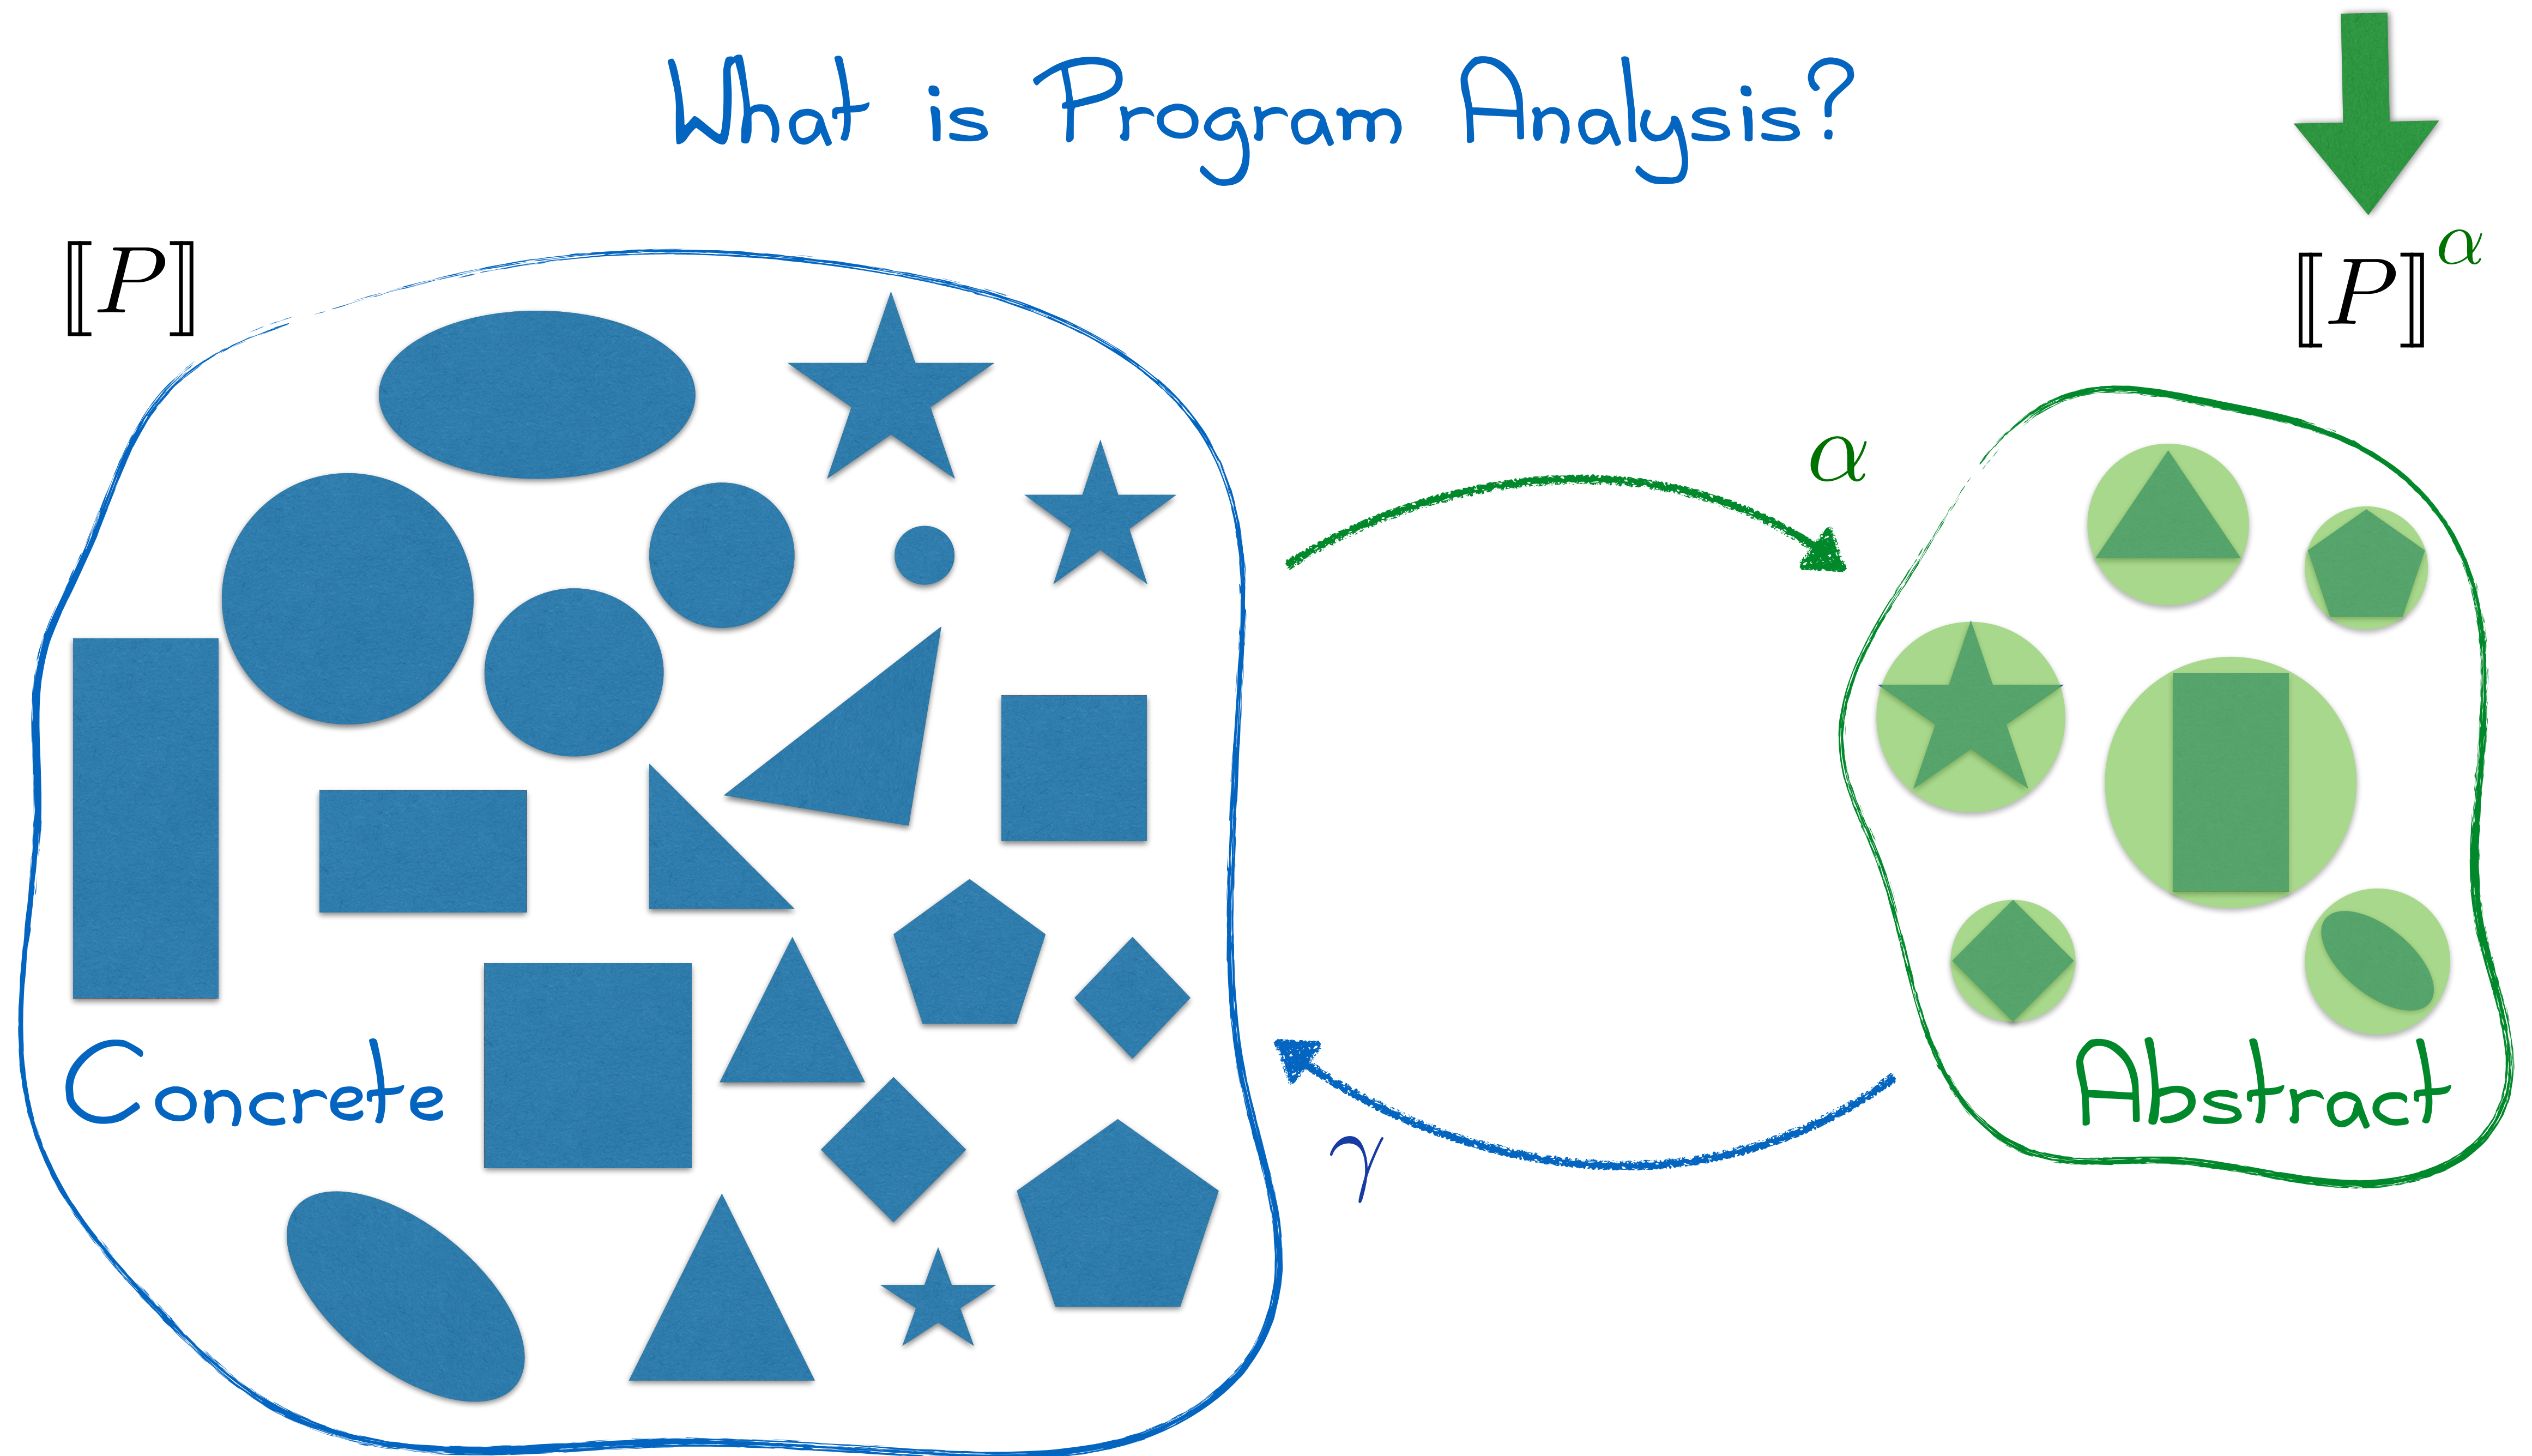 What is Program Analysis?
⟦P⟧
⟦P⟧^α
α
Concrete
Abstract
γ